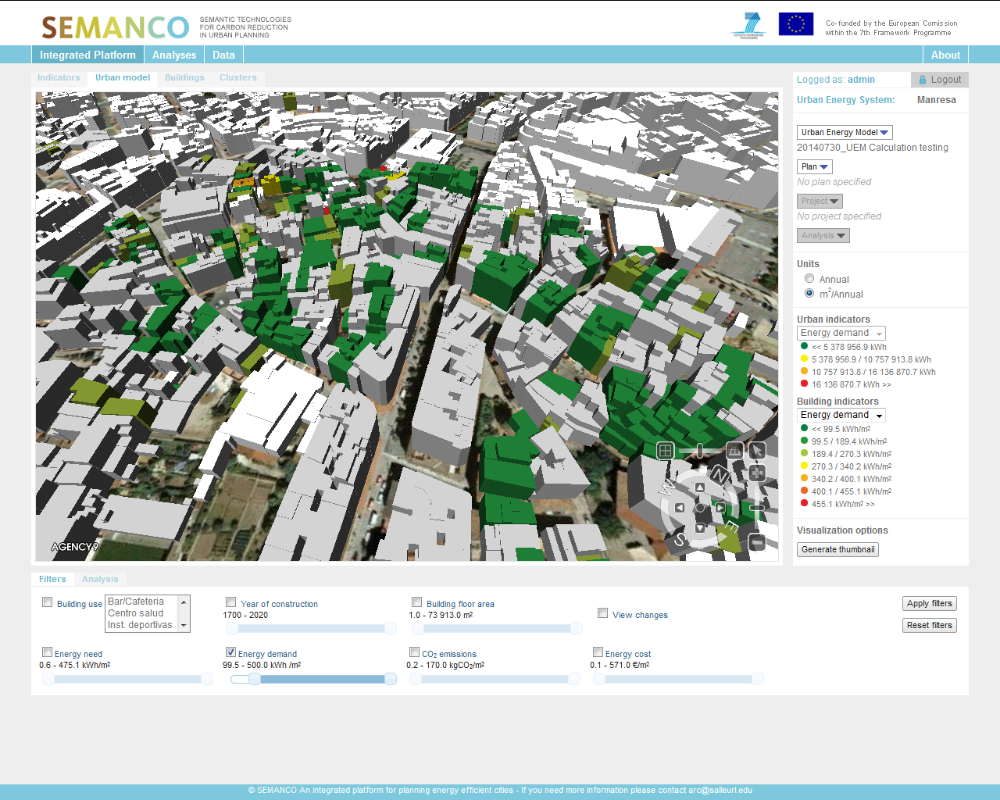 SEMANCO
SEMANTIC TECHNOLOGIES
FOR CARBON REDUCTION
IN URBAN PLANNING
Co-funded by the European Comission
within the 7th Framework Programme
Integrated Platform
Analyses
Data
About
Indicators
Urban model
Buildings
Clusters
Logged as: admin
Logout
Urban Energy System:
Manresa
Urban Energy Model
20140730_UEM Calculation testing
Plan
No plan specified
Project
No project specified
Analysis
Units
Annual
m²/Annual
Urban indicators
Energy demand
<< 5 378 956.9 kWh
5 378 956.9 / 10 757 913.8 kWh
10 757 913.8 / 16 136 870.7 kWh
16 136 870.7 kWh >>
Building indicators
Energy demand
<< 99.5 kWh/m²
99.5 / 189.4 kWh/m²
189.4 / 270.3 kWh/m²
270.3 / 340.2 kWh/m²
340.2 / 400.1 kWh/m²
400.1 / 455.1 kWh/m²
455.1 kWh/m² >>
Visualization options
Generate thumbnail
N
W
E
S
AGENCY9
Filters
Analysis
Building use
Bar/Cafeteria
Centro salud
Inst. deportivas
Year of construction
1700 - 2020
Building floor area
1.0 - 73 913.0 m²
View changes
Apply filters
Reset filters
Energy need
0.6 - 475.1 kWh/m²
Energy demand
99.5 - 500.0 kWh /m²
CO₂ emissions
0.2 - 170.0 kgCO₂/m²
Energy cost
0.1 - 571.0 €/m²
© SEMANCO An integrated platform for planning energy efficient cities - If you need more information please contact arc@salleurl.edu